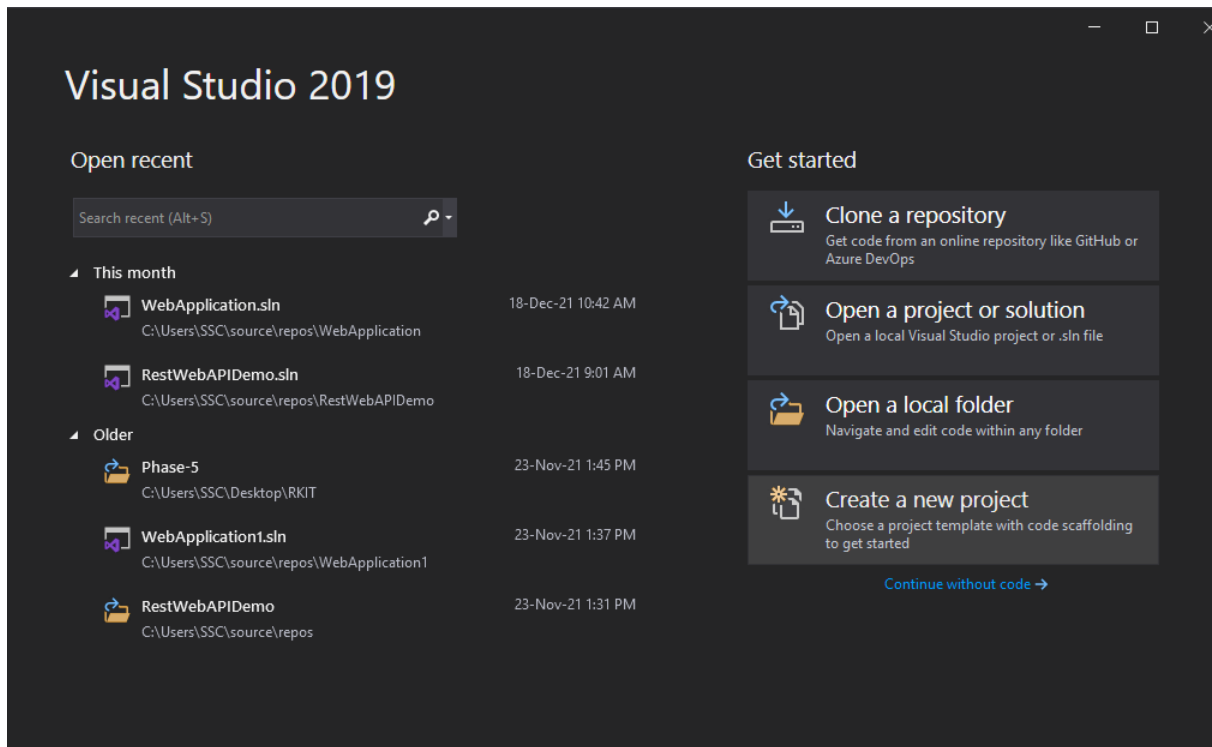 Visual Studio 2019
Open recent
Search recent (Alt+S)
This month
WebApplication.sln 18-Dec-21 10:42 AM
C:\Users\SSC\source\repos\WebApplication
RestWebAPIDemo.sln 18-Dec-21 9:01 AM
C:\Users\SSC\source\repos\RestWebAPIDemo
Older
Phase-5 23-Nov-21 1:45 PM
C:\Users\SSC\Desktop\RKIT
WebApplication1.sln 23-Nov-21 1:37 PM
C:\Users\SSC\source\repos\WebApplication1
RestWebAPIDemo 23-Nov-21 1:31 PM
C:\Users\SSC\source\repos
Get started
Clone a repository
Get code from an online repository like GitHub or
Azure DevOps
Open a project or solution
Open a local Visual Studio project or .sln file
Open a local folder
Navigate and edit code within any folder
Create a new project
Choose a project template with code scaffolding
to get started
Continue without code →